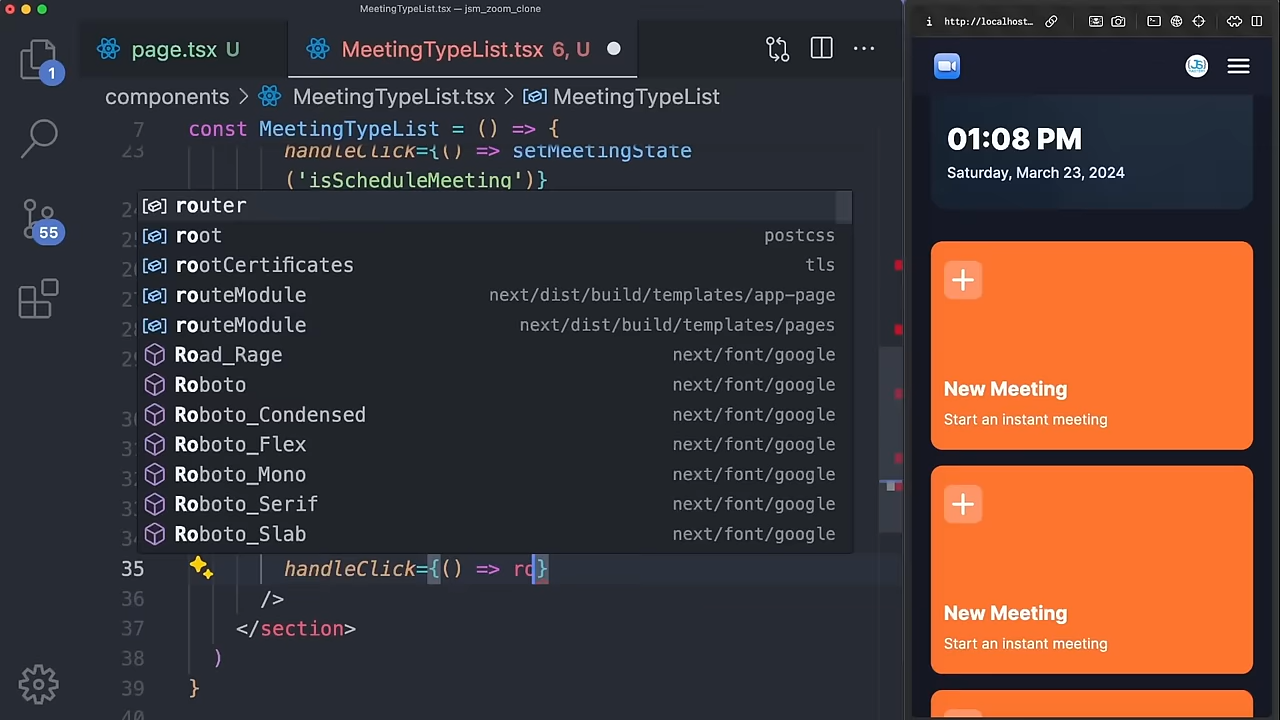 MeetingTypeList.tsx — jsm_zoom_clone
page.tsx U
MeetingTypeList.tsx 6, U
1
55
components > MeetingTypeList.tsx > MeetingTypeList
7 const MeetingTypeList = () => {
23 handleClick={() => setMeetingState
('isScheduleMeeting')}
router
root postcss
rootCertificates tls
routeModule next/dist/build/templates/app-page
routeModule next/dist/build/templates/pages
Road_Rage next/font/google
Roboto next/font/google
Roboto_Condensed next/font/google
Roboto_Flex next/font/google
Roboto_Mono next/font/google
Roboto_Serif next/font/google
Roboto_Slab next/font/google
35 handleClick={() => ro}
36 />
37 </section>
38 )
39 }
40
http://localhost...
JS
01:08 PM
Saturday, March 23, 2024
New Meeting
Start an instant meeting
New Meeting
Start an instant meeting